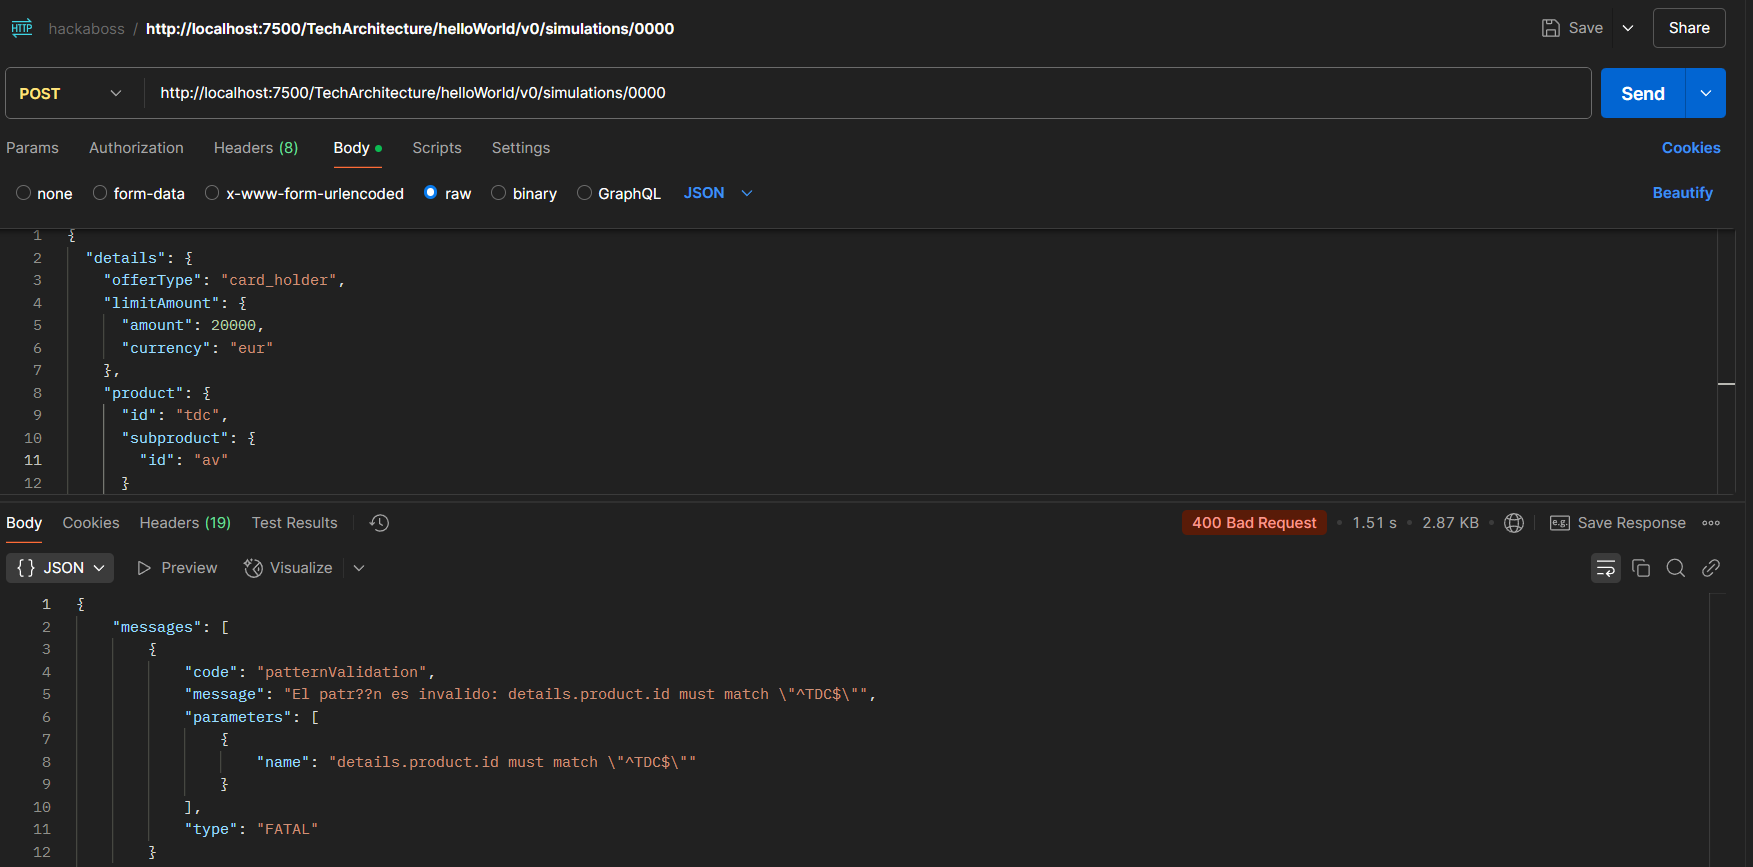 HTTP hackaboss / http://localhost:7500/TechArchitecture/helloWorld/v0/simulations/0000 Save Share
POST http://localhost:7500/TechArchitecture/helloWorld/v0/simulations/0000 Send
Params Authorization Headers (8) Body Scripts Settings Cookies
none form-data x-www-form-urlencoded raw binary GraphQL JSON Beautify
1 {
2 "details": {
3 "offerType": "card_holder",
4 "limitAmount": {
5 "amount": 20000,
6 "currency": "eur"
7 },
8 "product": {
9 "id": "tdc",
10 "subproduct": {
11 "id": "av"
12 }
Body Cookies Headers (19) Test Results 400 Bad Request • 1.51 s • 2.87 KB • e.g. Save Response
{} JSON Preview Visualize
1 {
2 "messages": [
3 {
4 "code": "patternValidation",
5 "message": "El patr??n es invalido: details.product.id must match \"^TDC$\"",
6 "parameters": [
7 {
8 "name": "details.product.id must match \"^TDC$\""
9 }
10 ],
11 "type": "FATAL"
12 }